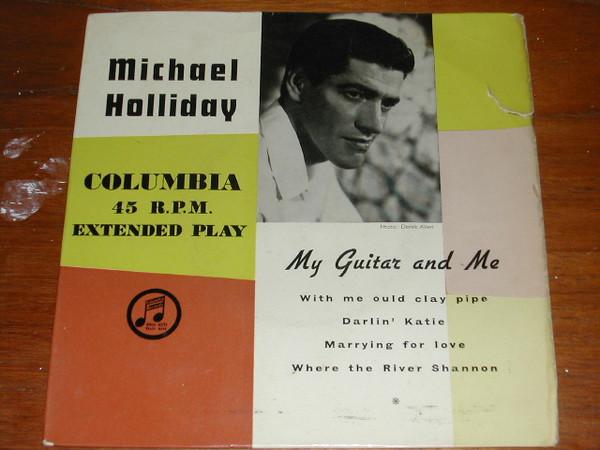 Michael
Holliday
COLUMBIA
45 R.P.M.
EXTENDED PLAY
Photo: Derek Allen
My Guitar and Me
With me ould clay pipe
Darlin' Katie
Marrying for love
Where the River Shannon